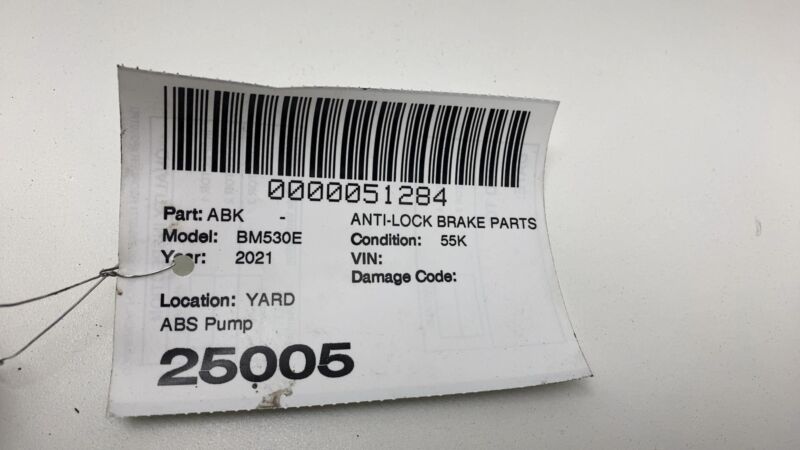 0000051284
Part: ABK - ANTI-LOCK BRAKE PARTS
Model: BM530E Condition: 55K
Year: 2021 VIN:
Damage Code:
Location: YARD
ABS Pump
25005